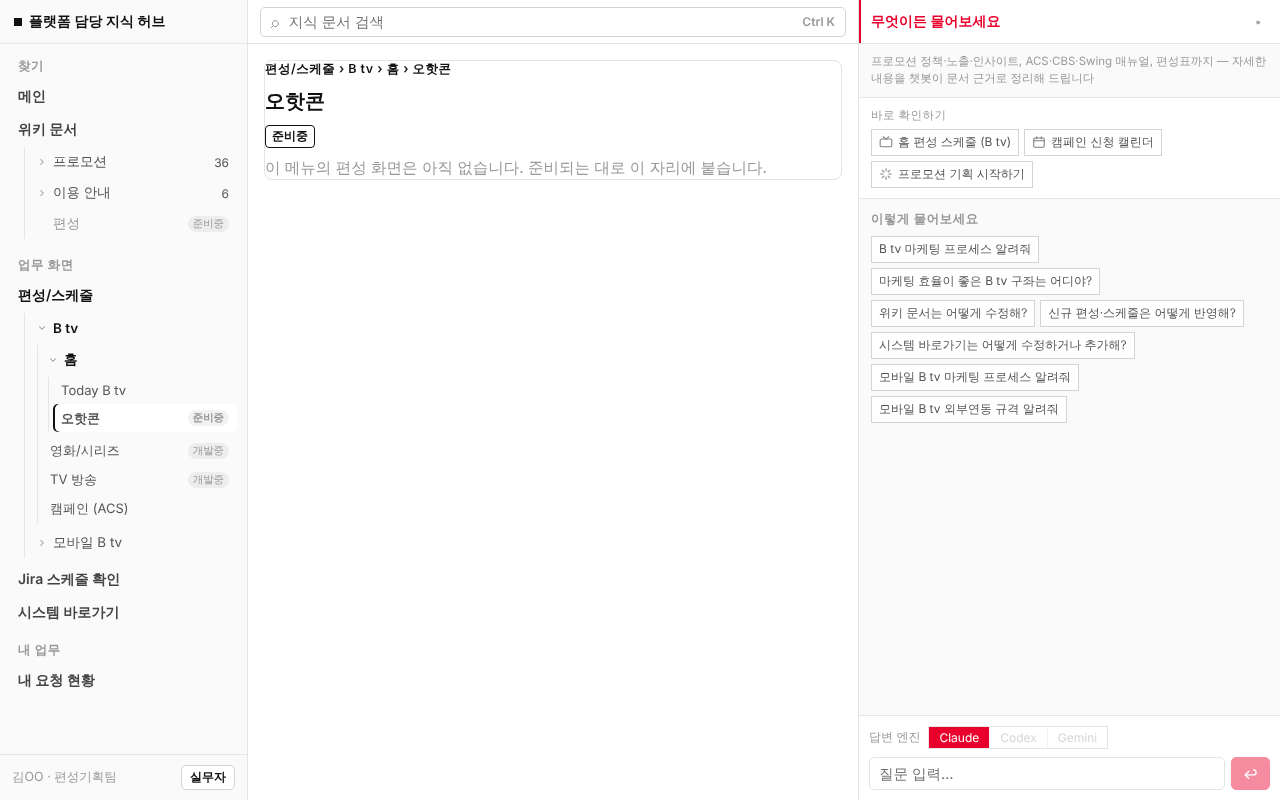 플랫폼 담당 지식 허브
찾기
메인
위키 문서
프로모션 36
이용 안내 6
편성 준비중
업무 화면
편성/스케줄
B tv
홈
Today B tv
오핫콘 준비중
영화/시리즈 개발중
TV 방송 개발중
캠페인 (ACS)
모바일 B tv
Jira 스케줄 확인
시스템 바로가기
내 업무
내 요청 현황
김OO · 편성기획팀 실무자
지식 문서 검색 Ctrl K
편성/스케줄 › B tv › 홈 › 오핫콘
오핫콘
준비중
이 메뉴의 편성 화면은 아직 없습니다. 준비되는 대로 이 자리에 붙습니다.
무엇이든 물어보세요
프로모션 정책·노출·인사이트, ACS·CBS·Swing 매뉴얼, 편성표까지 — 자세한
내용을 챗봇이 문서 근거로 정리해 드립니다
바로 확인하기
홈 편성 스케줄 (B tv) 캠페인 신청 캘린더
프로모션 기획 시작하기
이렇게 물어보세요
B tv 마케팅 프로세스 알려줘
마케팅 효율이 좋은 B tv 구좌는 어디야?
위키 문서는 어떻게 수정해? 신규 편성·스케줄은 어떻게 반영해?
시스템 바로가기는 어떻게 수정하거나 추가해?
모바일 B tv 마케팅 프로세스 알려줘
모바일 B tv 외부연동 규격 알려줘
답변 엔진 Claude Codex Gemini
질문 입력...